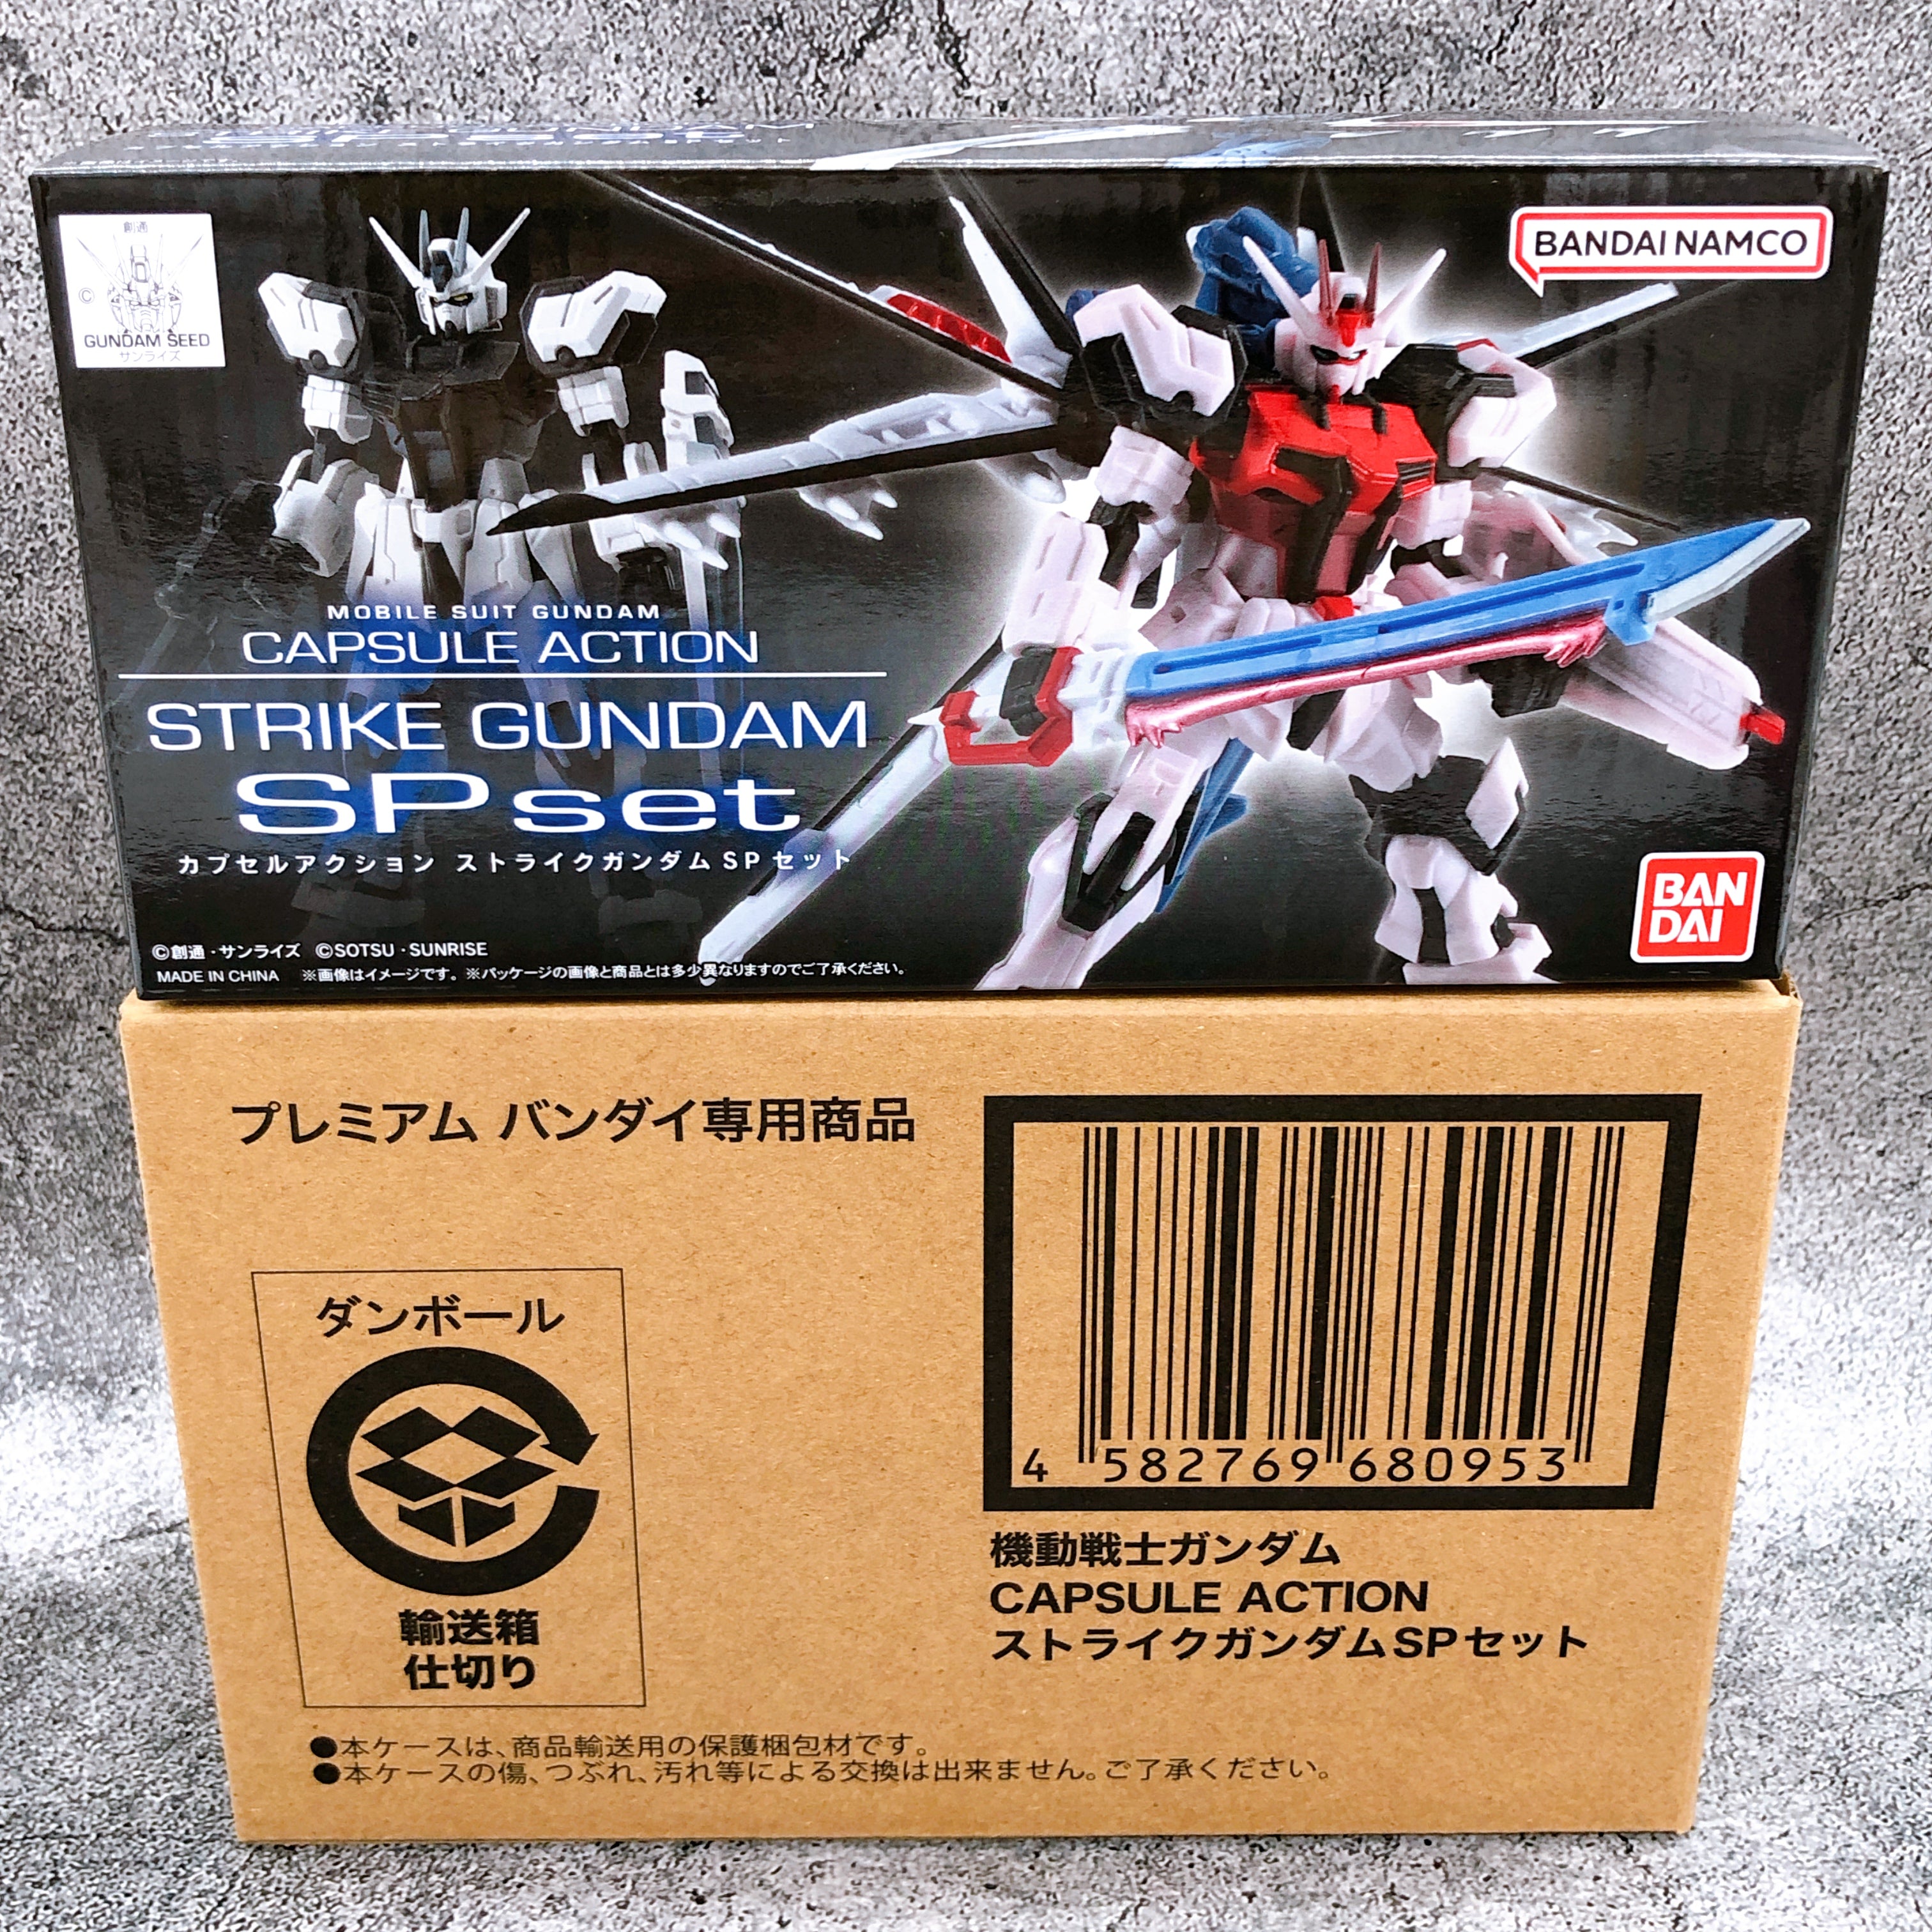 創通
©
GUNDAM SEED
サンライズ
BANDAI NAMCO
MOBILE SUIT GUNDAM
CAPSULE ACTION
STRIKE GUNDAM
SP set
カプセルアクション ストライクガンダム SP セット
©創通・サンライズ ©SOTSU・SUNRISE
MADE IN CHINA ※画像はイメージです。※パッケージの画像と商品とは多少異なりますのでご了承ください。
BAN
DAI
プレミアム バンダイ専用商品
4 582769 680953
ダンボール
輸送箱
仕切り
機動戦士ガンダム
CAPSULE ACTION
ストライクガンダムSPセット
●本ケースは、商品輸送用の保護梱包材です。
●本ケースの傷、つぶれ、汚れ等による交換は出来ません。ご了承ください。